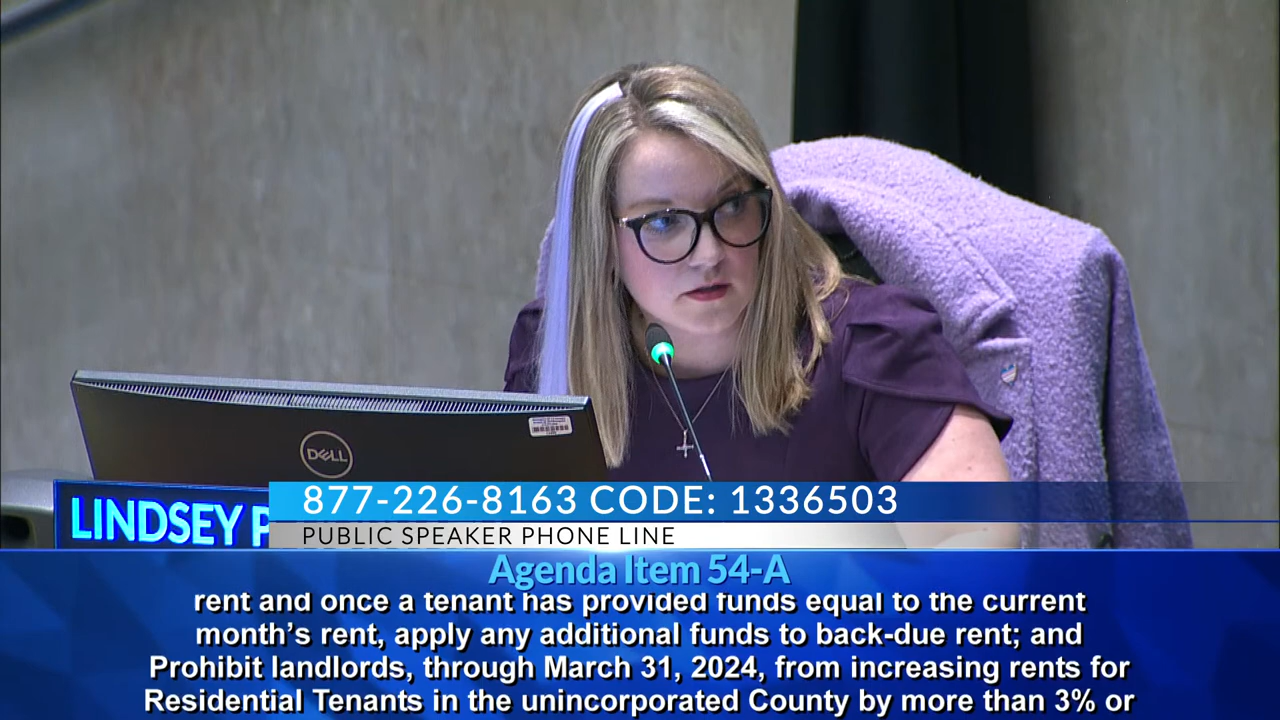 DELL
LINDSEY P
877-226-8163 CODE: 1336503
PUBLIC SPEAKER PHONE LINE
Agenda Item 54-A
rent and once a tenant has provided funds equal to the current
month's rent, apply any additional funds to back-due rent; and
Prohibit landlords, through March 31, 2024, from increasing rents for
Residential Tenants in the unincorporated County by more than 3% or